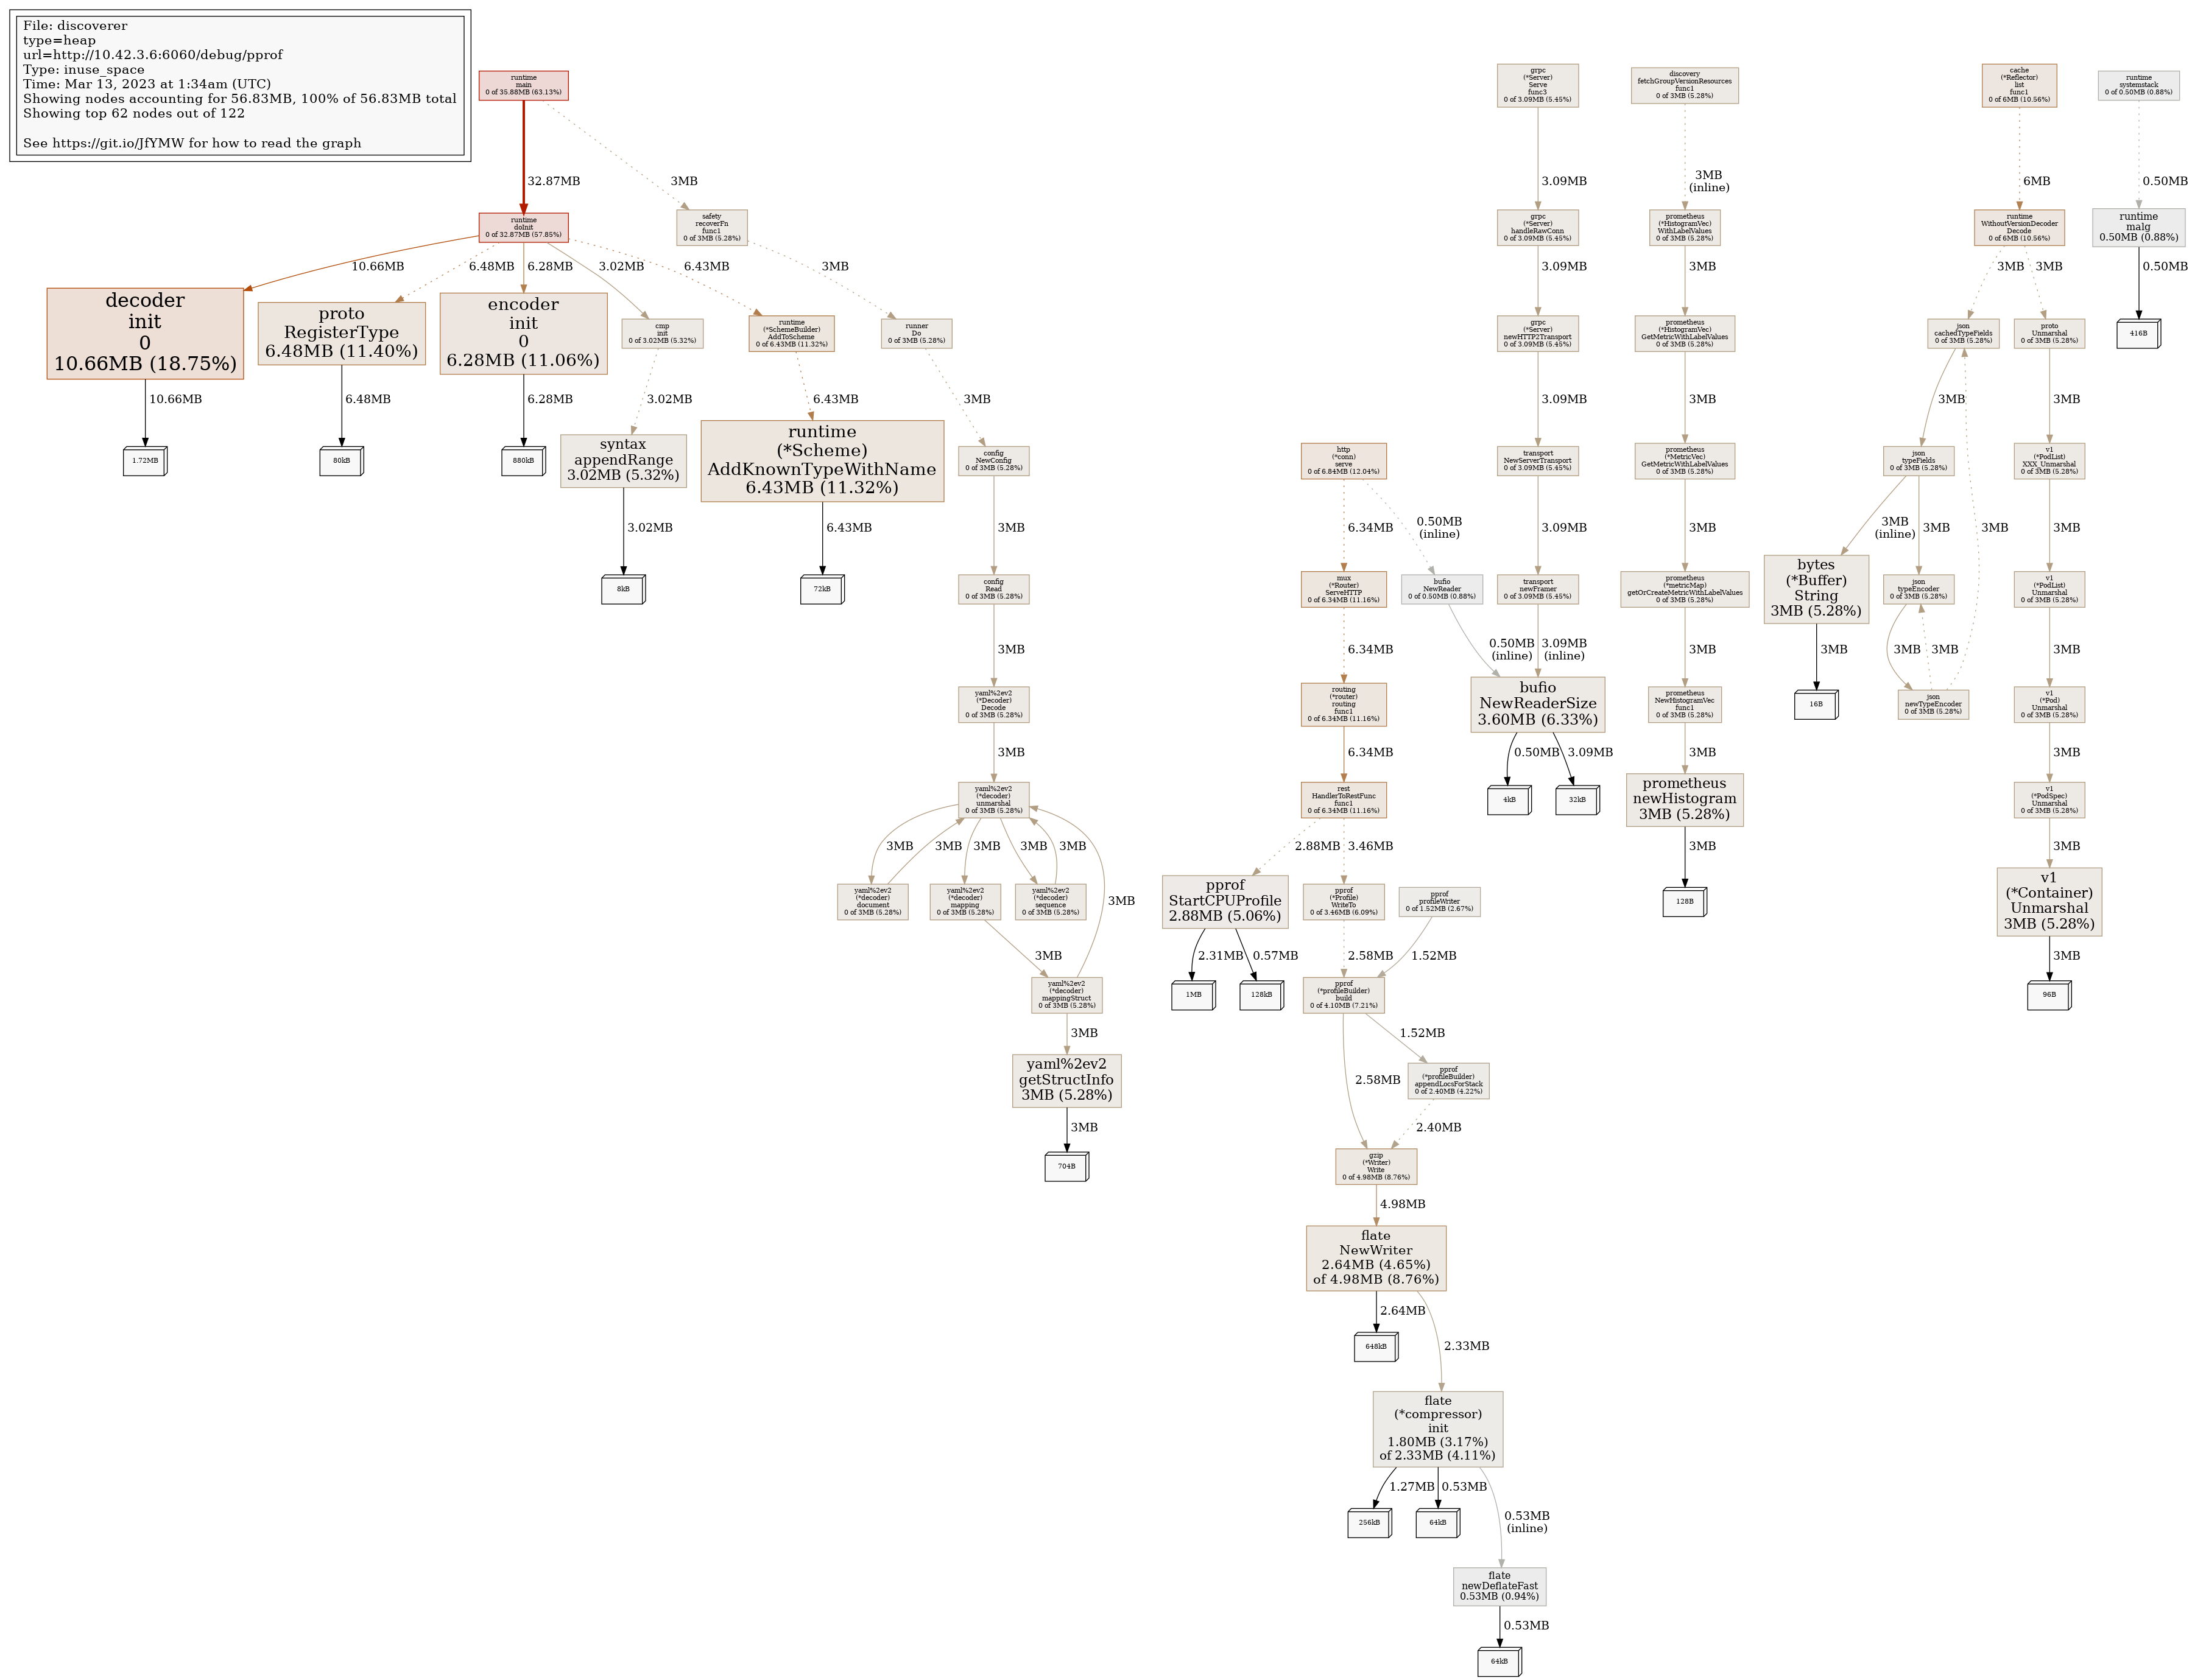 File: discoverer
type=heap
url=http://10.42.3.6:6060/debug/pprof
Type: inuse_space
Time: Mar 13, 2023 at 1:34am (UTC)
Showing nodes accounting for 56.83MB, 100% of 56.83MB total
Showing top 62 nodes out of 122
See https://git.io/JfYMW for how to read the graph
runtime
main
0 of 35.88MB (63.13%)
32.87MB
3MB
runtime
doInit
0 of 32.87MB (57.85%)
safety
recoverFn
func1
0 of 3MB (5.28%)
10.66MB
6.48MB
6.28MB
3.02MB
6.43MB
3MB
decoder
init
0
10.66MB (18.75%)
proto
RegisterType
6.48MB (11.40%)
encoder
init
0
6.28MB (11.06%)
cmp
init
0 of 3.02MB (5.32%)
runtime
(*SchemeBuilder)
AddToScheme
0 of 6.43MB (11.32%)
runner
Do
0 of 3MB (5.28%)
10.66MB
6.48MB
6.28MB
3.02MB
6.43MB
3MB
1.72MB
80kB
880kB
syntax
appendRange
3.02MB (5.32%)
runtime
(*Scheme)
AddKnownTypeWithName
6.43MB (11.32%)
config
NewConfig
0 of 3MB (5.28%)
3.02MB
6.43MB
3MB
8kB
72kB
config
Read
0 of 3MB (5.28%)
3MB
yaml%2ev2
(*Decoder)
Decode
0 of 3MB (5.28%)
3MB
yaml%2ev2
(*decoder)
unmarshal
0 of 3MB (5.28%)
3MB
3MB
3MB
3MB
3MB
3MB
yaml%2ev2
(*decoder)
document
0 of 3MB (5.28%)
yaml%2ev2
(*decoder)
mapping
0 of 3MB (5.28%)
yaml%2ev2
(*decoder)
sequence
0 of 3MB (5.28%)
3MB
yaml%2ev2
(*decoder)
mappingStruct
0 of 3MB (5.28%)
3MB
yaml%2ev2
getStructInfo
3MB (5.28%)
3MB
704B
http
(*conn)
serve
0 of 6.84MB (12.04%)
6.34MB
0.50MB
(inline)
mux
(*Router)
ServeHTTP
0 of 6.34MB (11.16%)
bufio
NewReader
0 of 0.50MB (0.88%)
6.34MB
0.50MB
(inline)
routing
(*router)
routing
func1
0 of 6.34MB (11.16%)
6.34MB
rest
HandlerToRestFunc
func1
0 of 6.34MB (11.16%)
2.88MB
3.46MB
pprof
StartCPUProfile
2.88MB (5.06%)
pprof
(*Profile)
WriteTo
0 of 3.46MB (6.09%)
pprof
profileWriter
0 of 1.52MB (2.67%)
2.31MB
0.57MB
2.58MB
1.52MB
1MB
128kB
pprof
(*profileBuilder)
build
0 of 4.10MB (7.21%)
1.52MB
2.58MB
pprof
(*profileBuilder)
appendLocsForStack
0 of 2.40MB (4.22%)
2.40MB
gzip
(*Writer)
Write
0 of 4.98MB (8.76%)
4.98MB
flate
NewWriter
2.64MB (4.65%)
of 4.98MB (8.76%)
2.64MB
2.33MB
648kB
flate
(*compressor)
init
1.80MB (3.17%)
of 2.33MB (4.11%)
1.27MB
0.53MB
0.53MB
(inline)
256kB
64kB
flate
newDeflateFast
0.53MB (0.94%)
0.53MB
64kB
grpc
(*Server)
Serve
func3
0 of 3.09MB (5.45%)
3.09MB
grpc
(*Server)
handleRawConn
0 of 3.09MB (5.45%)
3.09MB
grpc
(*Server)
newHTTP2Transport
0 of 3.09MB (5.45%)
3.09MB
transport
NewServerTransport
0 of 3.09MB (5.45%)
3.09MB
transport
newFramer
0 of 3.09MB (5.45%)
3.09MB
(inline)
bufio
NewReaderSize
3.60MB (6.33%)
0.50MB
3.09MB
4kB
32kB
discovery
fetchGroupVersionResources
func1
0 of 3MB (5.28%)
3MB
(inline)
prometheus
(*HistogramVec)
WithLabelValues
0 of 3MB (5.28%)
3MB
prometheus
(*HistogramVec)
GetMetricWithLabelValues
0 of 3MB (5.28%)
3MB
prometheus
(*MetricVec)
GetMetricWithLabelValues
0 of 3MB (5.28%)
3MB
prometheus
(*metricMap)
getOrCreateMetricWithLabelValues
0 of 3MB (5.28%)
3MB
prometheus
NewHistogramVec
func1
0 of 3MB (5.28%)
3MB
prometheus
newHistogram
3MB (5.28%)
3MB
128B
cache
(*Reflector)
list
func1
0 of 6MB (10.56%)
6MB
runtime
WithoutVersionDecoder
Decode
0 of 6MB (10.56%)
3MB
3MB
json
cachedTypeFields
0 of 3MB (5.28%)
proto
Unmarshal
0 of 3MB (5.28%)
3MB
3MB
json
typeFields
0 of 3MB (5.28%)
v1
(*PodList)
XXX_Unmarshal
0 of 3MB (5.28%)
3MB
(inline)
3MB
3MB
3MB
bytes
(*Buffer)
String
3MB (5.28%)
json
typeEncoder
0 of 3MB (5.28%)
v1
(*PodList)
Unmarshal
0 of 3MB (5.28%)
3MB
3MB
3MB
3MB
16B
json
newTypeEncoder
0 of 3MB (5.28%)
v1
(*Pod)
Unmarshal
0 of 3MB (5.28%)
3MB
v1
(*PodSpec)
Unmarshal
0 of 3MB (5.28%)
3MB
v1
(*Container)
Unmarshal
3MB (5.28%)
3MB
96B
runtime
systemstack
0 of 0.50MB (0.88%)
0.50MB
runtime
malg
0.50MB (0.88%)
0.50MB
416B